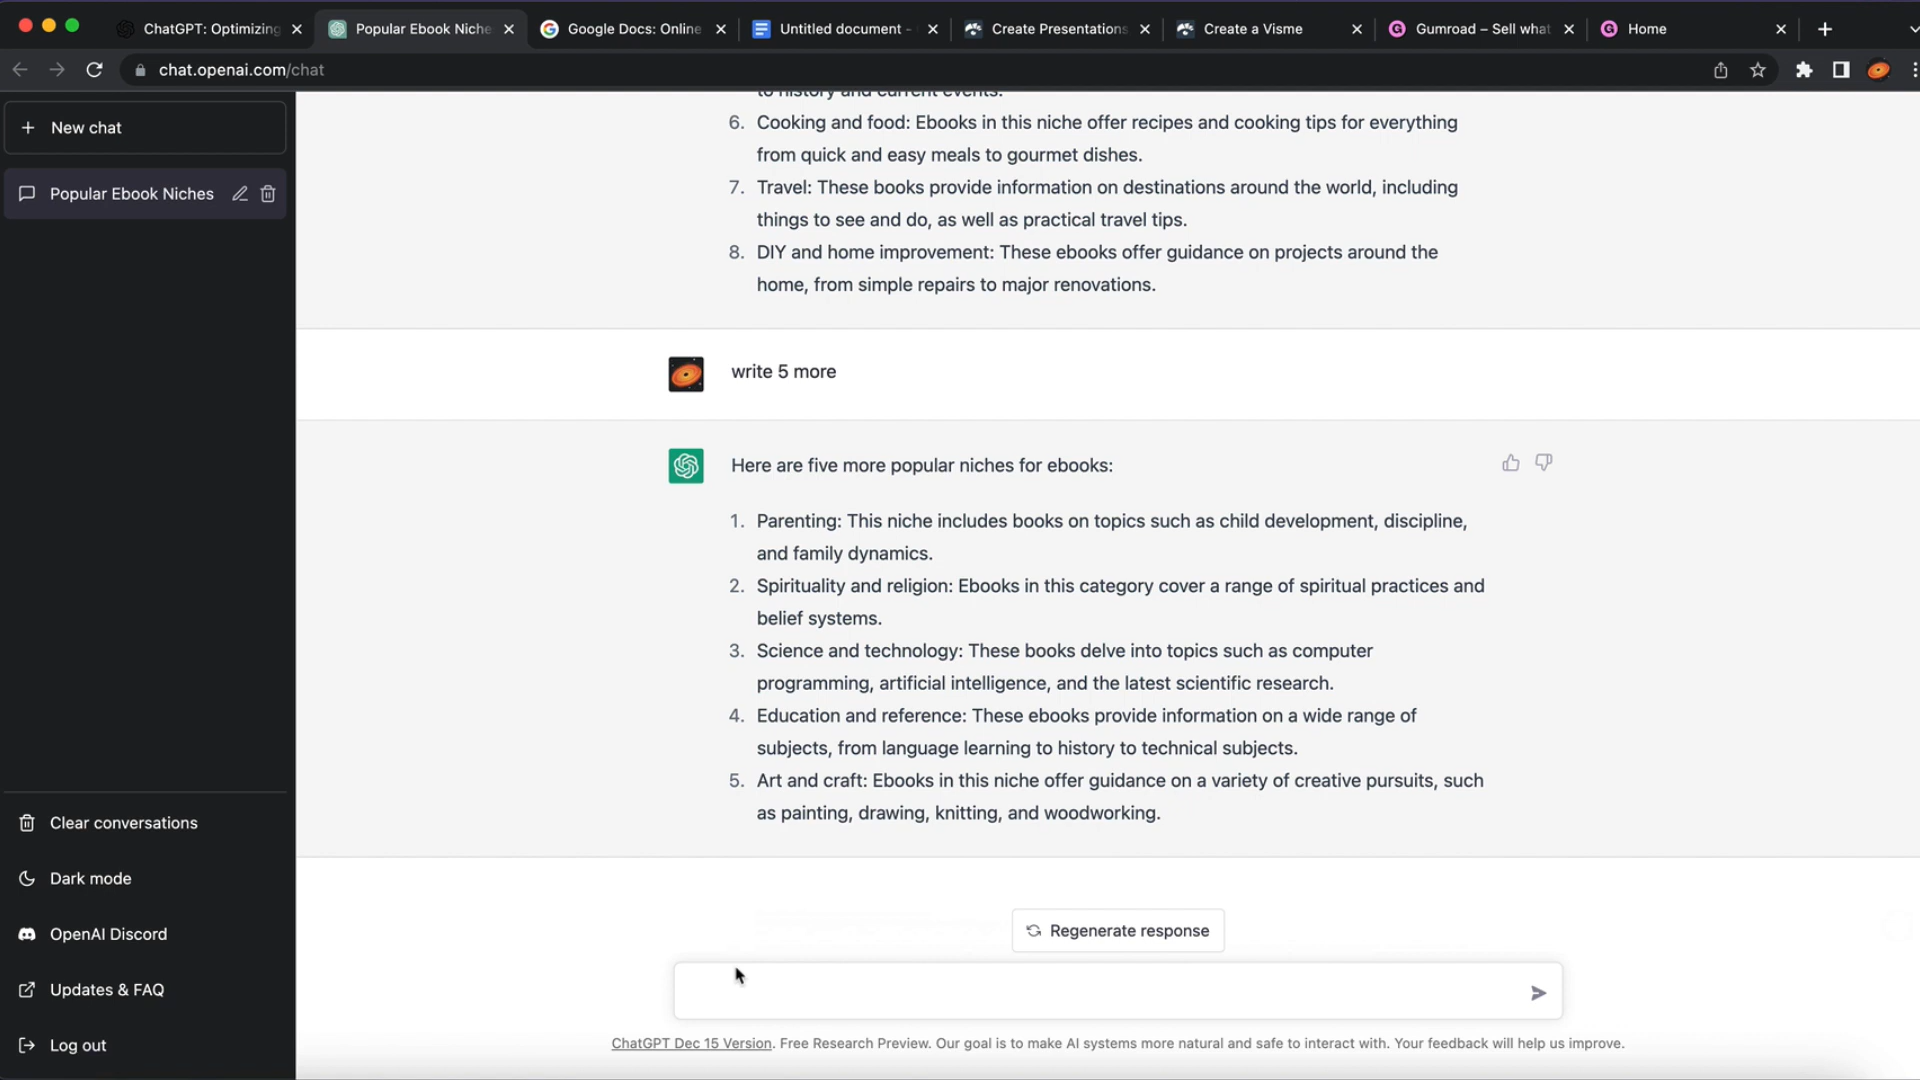 ChatGPT: Optimizing
Popular Ebook Niche
Google Docs: Online
Untitled document -
Create Presentations
Create a Visme
Gumroad – Sell what
Home
chat.openai.com/chat
New chat
Popular Ebook Niches
Clear conversations
Dark mode
OpenAI Discord
Updates & FAQ
Log out
to history and current events.
6. Cooking and food: Ebooks in this niche offer recipes and cooking tips for everything
from quick and easy meals to gourmet dishes.
7. Travel: These books provide information on destinations around the world, including
things to see and do, as well as practical travel tips.
8. DIY and home improvement: These ebooks offer guidance on projects around the
home, from simple repairs to major renovations.
write 5 more
Here are five more popular niches for ebooks:
1. Parenting: This niche includes books on topics such as child development, discipline,
and family dynamics.
2. Spirituality and religion: Ebooks in this category cover a range of spiritual practices and
belief systems.
3. Science and technology: These books delve into topics such as computer
programming, artificial intelligence, and the latest scientific research.
4. Education and reference: These ebooks provide information on a wide range of
subjects, from language learning to history to technical subjects.
5. Art and craft: Ebooks in this niche offer guidance on a variety of creative pursuits, such
as painting, drawing, knitting, and woodworking.
Regenerate response
ChatGPT Dec 15 Version. Free Research Preview. Our goal is to make AI systems more natural and safe to interact with. Your feedback will help us improve.